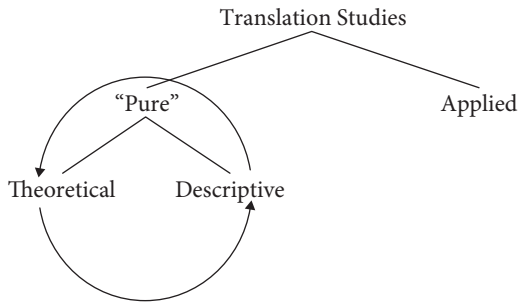 Translation Studies
“Pure”
Applied
Theoretical
Descriptive